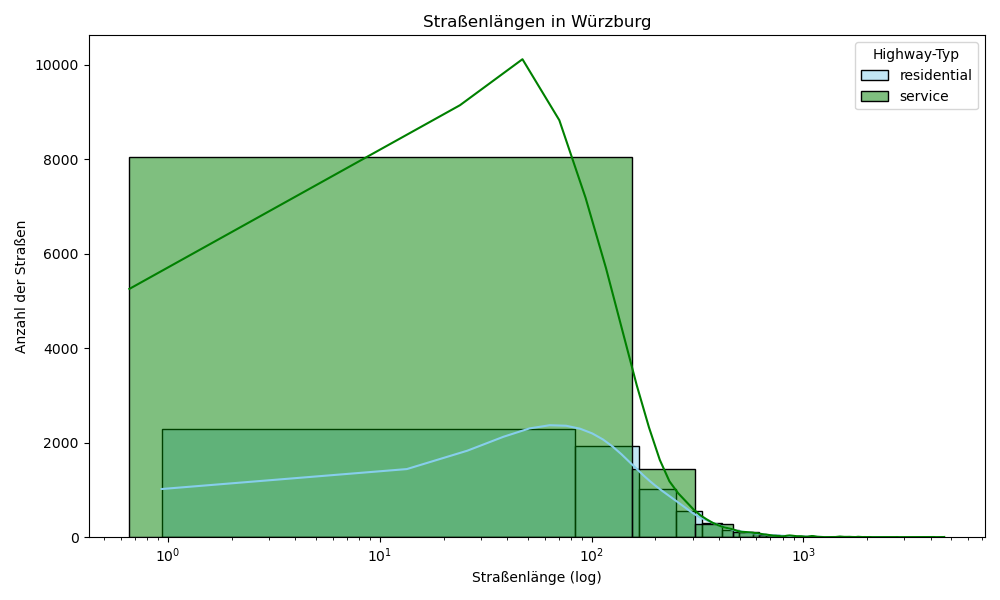 Straßenlängen in Würzburg
Anzahl der Straßen
10000
8000
6000
4000
2000
0
Highway-Typ
residential
service
10⁰
10¹
10²
10³
Straßenlänge (log)